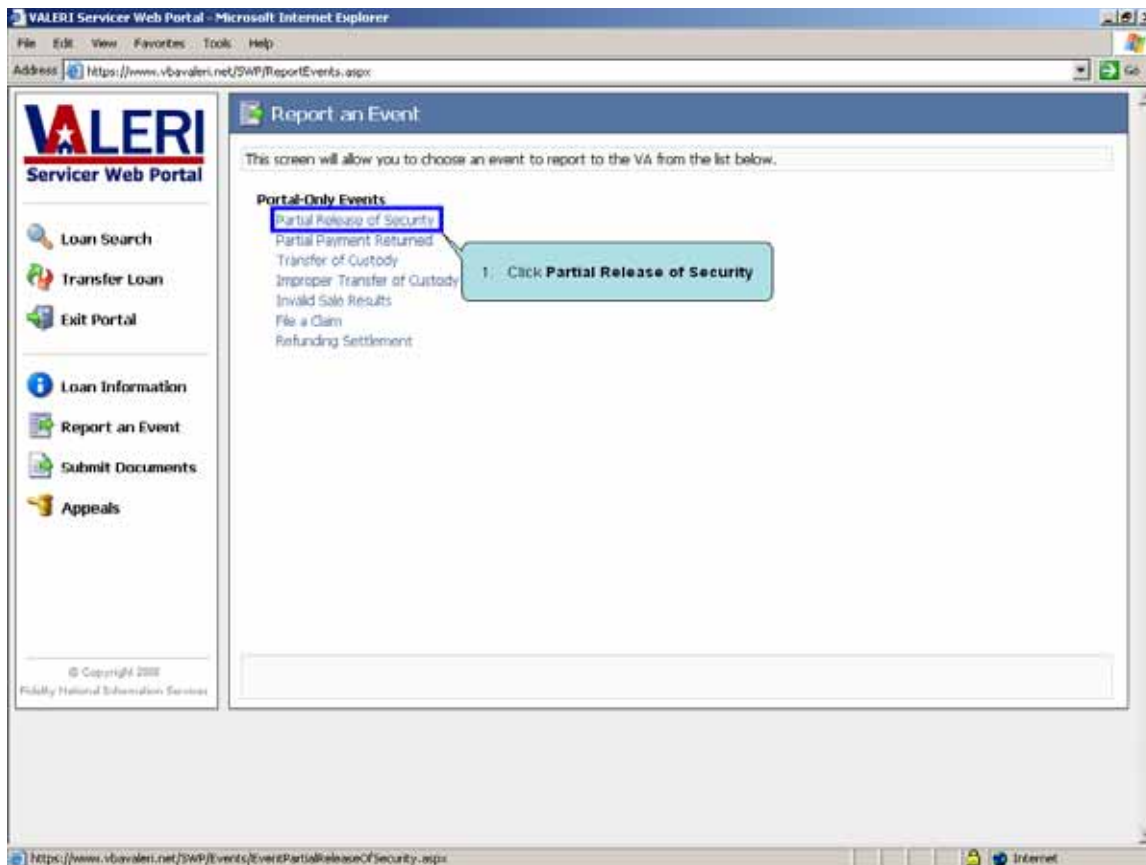 VALERI Servicer Web Portal - Microsoft Internet Explorer
File Edit View Favorites Tools Help
Address https://www.vbavaleri.net/SWP/ReportEvents.aspx Go
VALERI
Servicer Web Portal
Loan Search
Transfer Loan
Exit Portal
Loan Information
Report an Event
Submit Documents
Appeals
© Copyright 2008
Fidelity National Information Services
Report an Event
This screen will allow you to choose an event to report to the VA from the list below.
Portal-Only Events
Partial Release of Security
Partial Payment Returned
Transfer of Custody
Improper Transfer of Custody
Invalid Sale Results
File a Claim
Refunding Settlement
1. Click Partial Release of Security
https://www.vbavaleri.net/SWP/Events/EventPartialReleaseOfSecurity.aspx
Internet